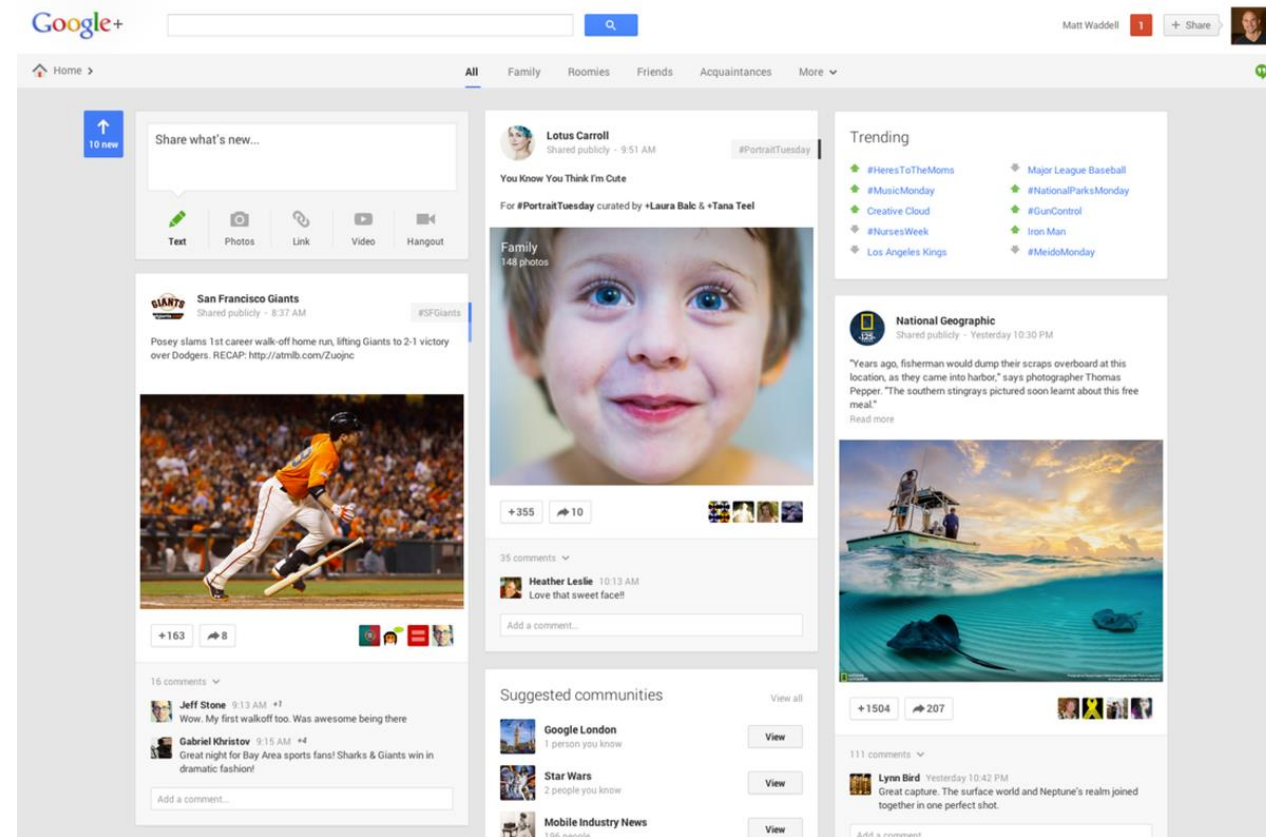 Google+
Matt Waddell
1
+ Share
Home >
All
Family
Roomies
Friends
Acquaintances
More
10 new
Share what's new...
Text
Photos
Link
Video
Hangout
GIANTS
San Francisco Giants
Shared publicly - 8:37 AM
#SFGiants
Posey slams 1st career walk-off home run, lifting Giants to 2-1 victory
over Dodgers. RECAP: http://atmlb.com/Zuojnc
+163
8
16 comments
Jeff Stone 9:13 AM +1
Wow. My first walkoff too. Was awesome being there
Gabriel Khristov 9:15 AM +4
Great night for Bay Area sports fans! Sharks & Giants win in
dramatic fashion!
Add a comment...
Lotus Carroll
Shared publicly - 9:51 AM
#PortraitTuesday
You Know You Think I'm Cute
For #PortraitTuesday curated by +Laura Balc & +Tana Teel
Family
148 photos
+355
10
35 comments
Heather Leslie 10:13 AM
Love that sweet face!!
Add a comment...
Suggested communities
View all
Google London
1 person you know
View
Star Wars
2 people you know
View
Mobile Industry News
196 people
View
Trending
#HeresToTheMoms
#MusicMonday
Creative Cloud
#NursesWeek
Los Angeles Kings
Major League Baseball
#NationalParksMonday
#GunControl
Iron Man
#MeidoMonday
125
National Geographic
Shared publicly - Yesterday 10:30 PM
"Years ago, fisherman would dump their scraps overboard at this
location, as they came into harbor," says photographer Thomas
Pepper. "The southern stingrays pictured soon learnt about this free
meal."
Read more
+1504
207
111 comments
Lynn Bird Yesterday 10:42 PM
Great capture. The surface world and Neptune's realm joined
together in one perfect shot.
Add a comment...